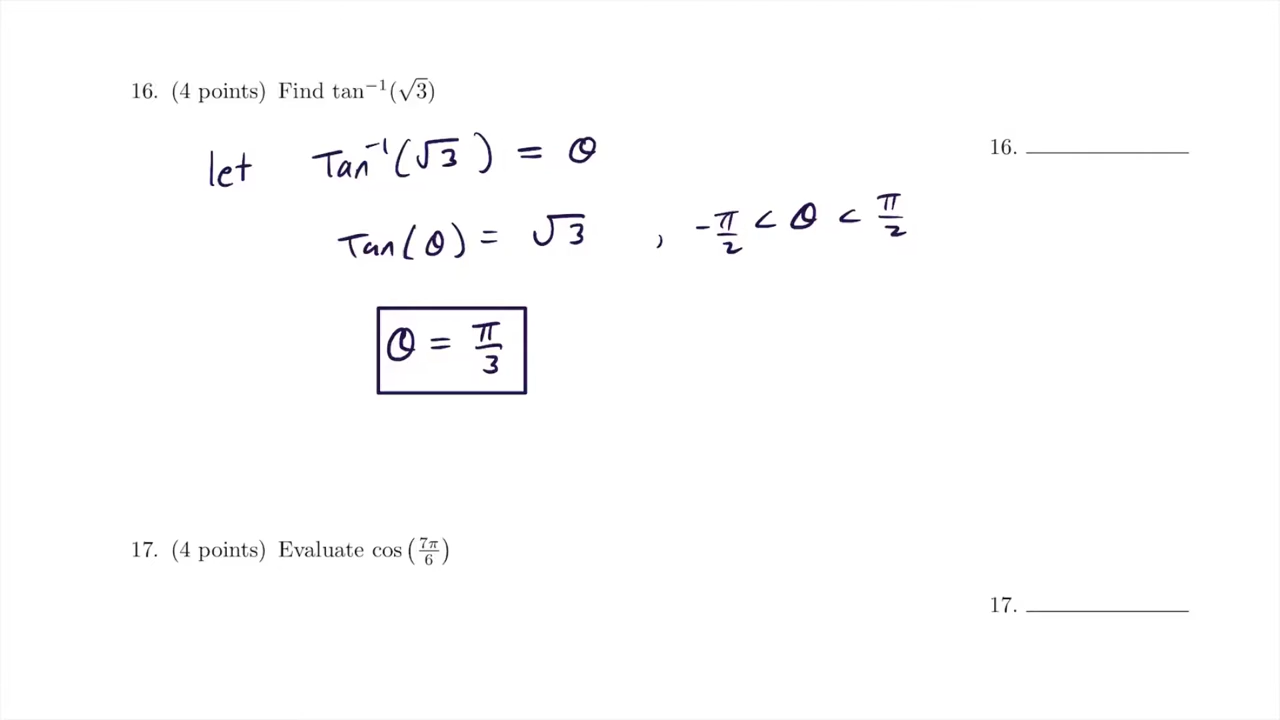 16. (4 points) Find tan⁻¹(√3)
let Tan⁻¹(√3) = θ
16.
Tan(θ) = √3 , -π/2 < θ < π/2
θ = π/3
17. (4 points) Evaluate cos(7π/6)
17.